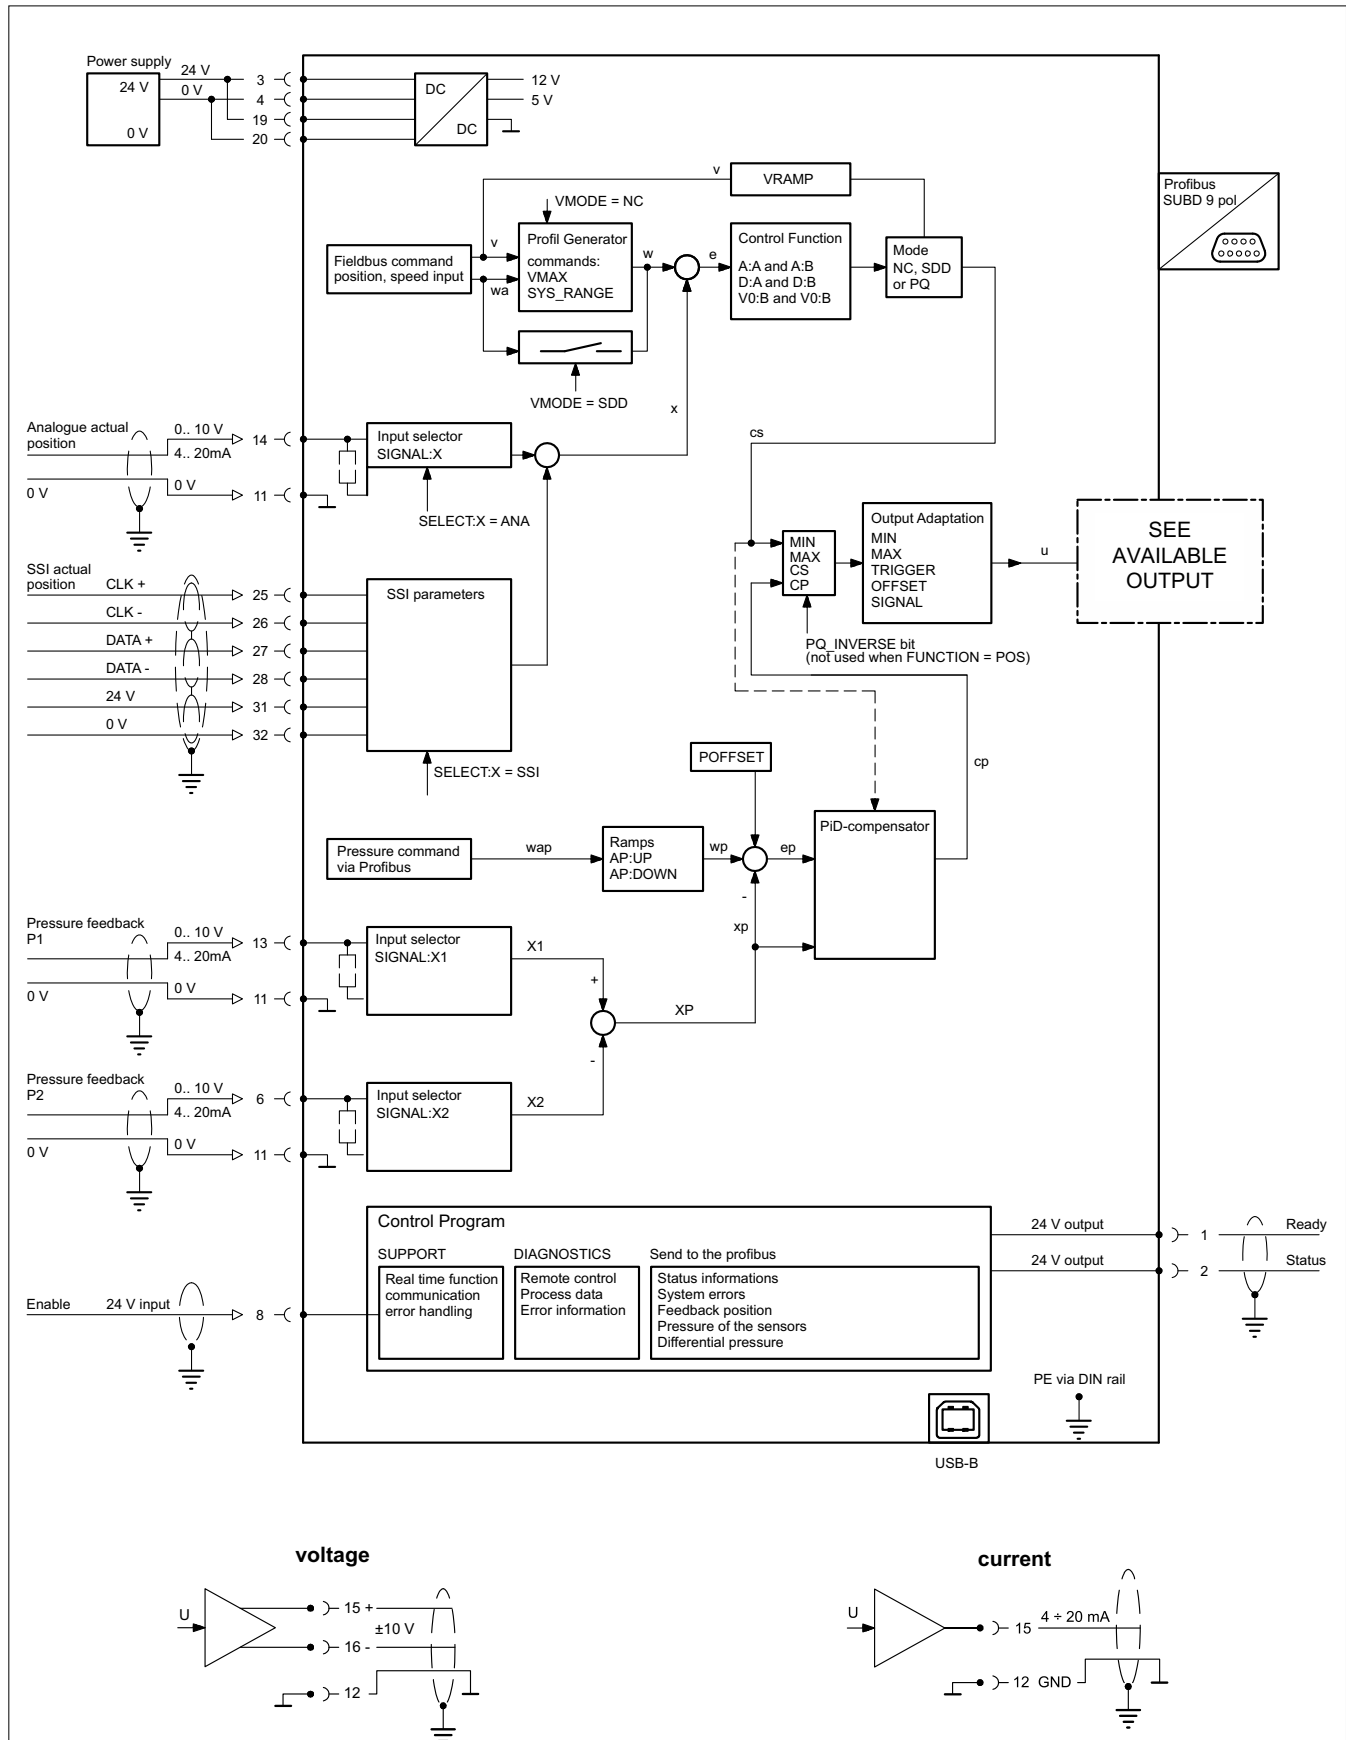 Power supply
24 V
0 V
24 V
0 V
3
4
19
20
DC
DC
12 V
5 V
Profibus
SUBD 9 pol
v
VRAMP
VMODE = NC
Fieldbus command
position, speed input
v
wa
Profil Generator
commands:
VMAX
SYS_RANGE
w
e
Control Function
A:A and A:B
D:A and D:B
V0:B and V0:B
Mode
NC, SDD
or PQ
VMODE = SDD
x
cs
Analogue actual
position
0.. 10 V
4.. 20mA
14
0 V
0 V
11
Input selector
SIGNAL:X
SELECT:X = ANA
MIN
MAX
CS
CP
Output Adaptation
MIN
MAX
TRIGGER
OFFSET
SIGNAL
u
SEE
AVAILABLE
OUTPUT
PQ_INVERSE bit
(not used when FUNCTION = POS)
SSI actual
position
CLK +
25
CLK -
26
DATA +
27
DATA -
28
24 V
31
0 V
32
SSI parameters
SELECT:X = SSI
POFFSET
cp
Pressure command
via Profibus
wap
Ramps
AP:UP
AP:DOWN
wp
ep
-
xp
PiD-compensator
Pressure feedback
P1
0.. 10 V
4.. 20mA
13
0 V
0 V
11
Input selector
SIGNAL:X1
X1
+
XP
-
Pressure feedback
P2
0.. 10 V
4.. 20mA
6
0 V
0 V
11
Input selector
SIGNAL:X2
X2
Control Program
SUPPORT
Real time function
communication
error handling
DIAGNOSTICS
Remote control
Process data
Error information
Send to the profibus
Status informations
System errors
Feedback position
Pressure of the sensors
Differential pressure
24 V output
1
Ready
24 V output
2
Status
Enable
24 V input
8
PE via DIN rail
USB-B
voltage
U
15 +
±10 V
16 -
12
current
U
15
4 ÷ 20 mA
12 GND